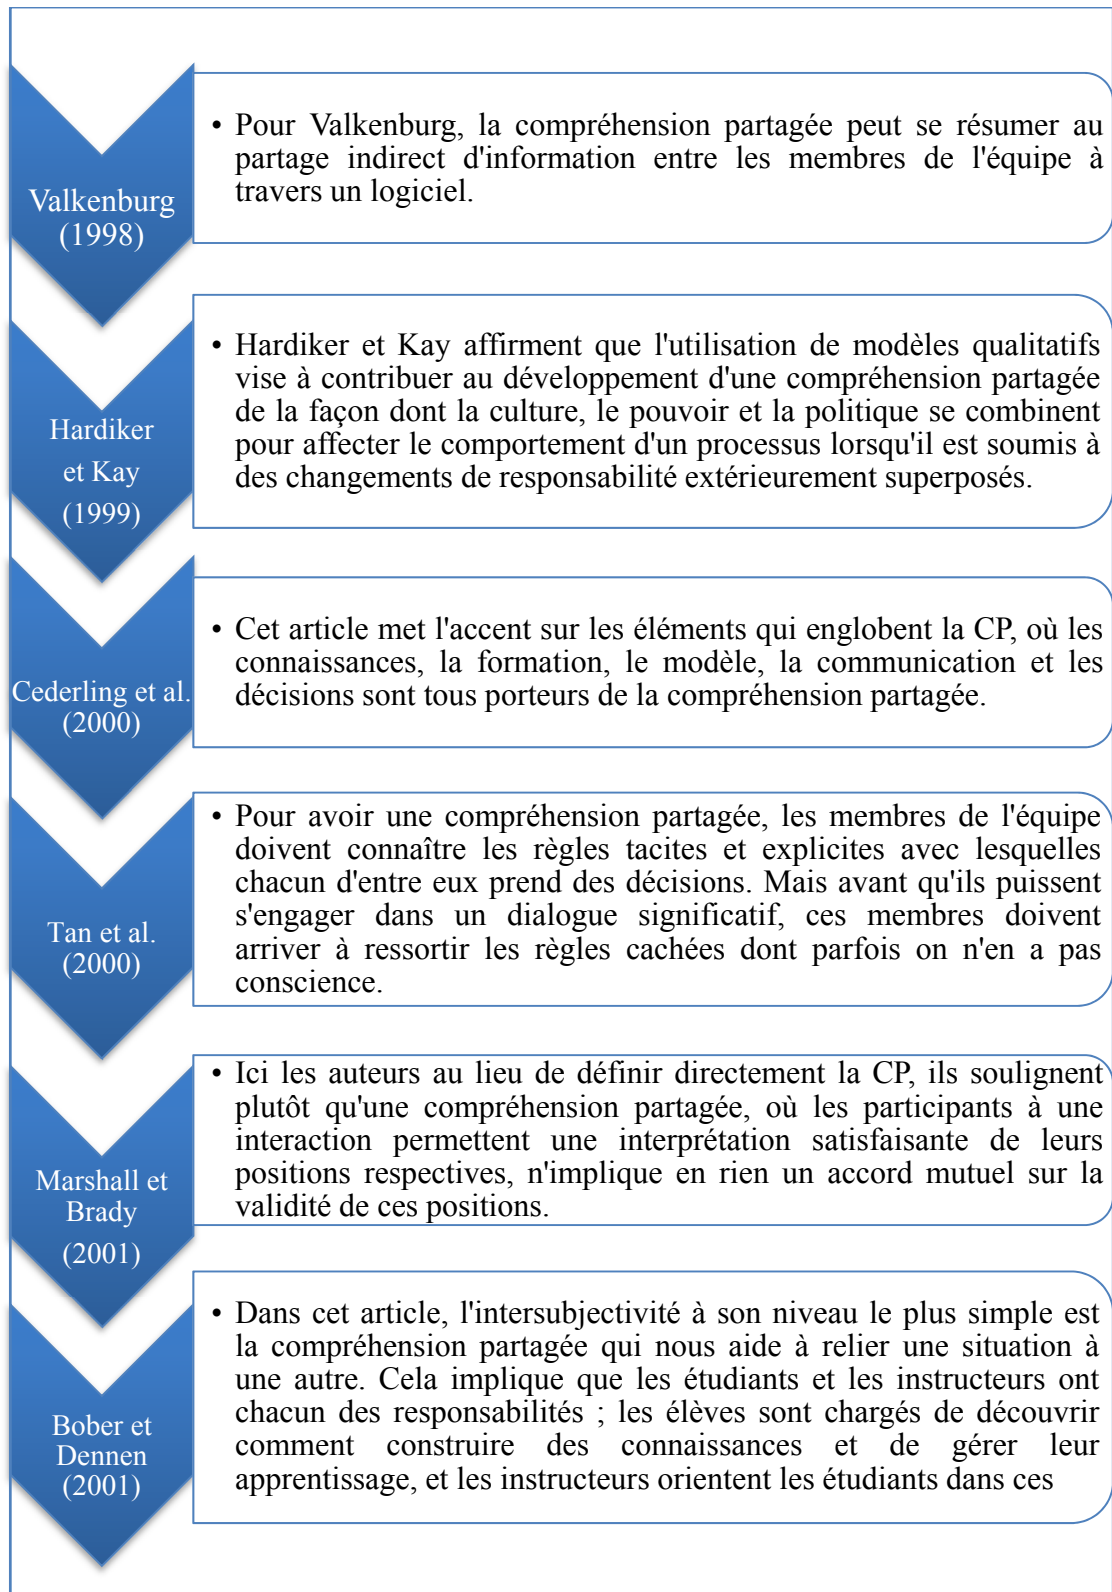 Valkenburg
(1998)
• Pour Valkenburg, la compréhension partagée peut se résumer au
partage indirect d'information entre les membres de l'équipe à
travers un logiciel.
Hardiker
et Kay
(1999)
• Hardiker et Kay affirment que l'utilisation de modèles qualitatifs
vise à contribuer au développement d'une compréhension partagée
de la façon dont la culture, le pouvoir et la politique se combinent
pour affecter le comportement d'un processus lorsqu'il est soumis à
des changements de responsabilité extérieurement superposés.
Cederling et al.
(2000)
• Cet article met l'accent sur les éléments qui englobent la CP, où les
connaissances, la formation, le modèle, la communication et les
décisions sont tous porteurs de la compréhension partagée.
Tan et al.
(2000)
• Pour avoir une compréhension partagée, les membres de l'équipe
doivent connaître les règles tacites et explicites avec lesquelles
chacun d'entre eux prend des décisions. Mais avant qu'ils puissent
s'engager dans un dialogue significatif, ces membres doivent
arriver à ressortir les règles cachées dont parfois on n'en a pas
conscience.
Marshall et
Brady
(2001)
• Ici les auteurs au lieu de définir directement la CP, ils soulignent
plutôt qu'une compréhension partagée, où les participants à une
interaction permettent une interprétation satisfaisante de leurs
positions respectives, n'implique en rien un accord mutuel sur la
validité de ces positions.
Bober et
Dennen
(2001)
• Dans cet article, l'intersubjectivité à son niveau le plus simple est
la compréhension partagée qui nous aide à relier une situation à
une autre. Cela implique que les étudiants et les instructeurs ont
chacun des responsabilités ; les élèves sont chargés de découvrir
comment construire des connaissances et de gérer leur
apprentissage, et les instructeurs orientent les étudiants dans ces